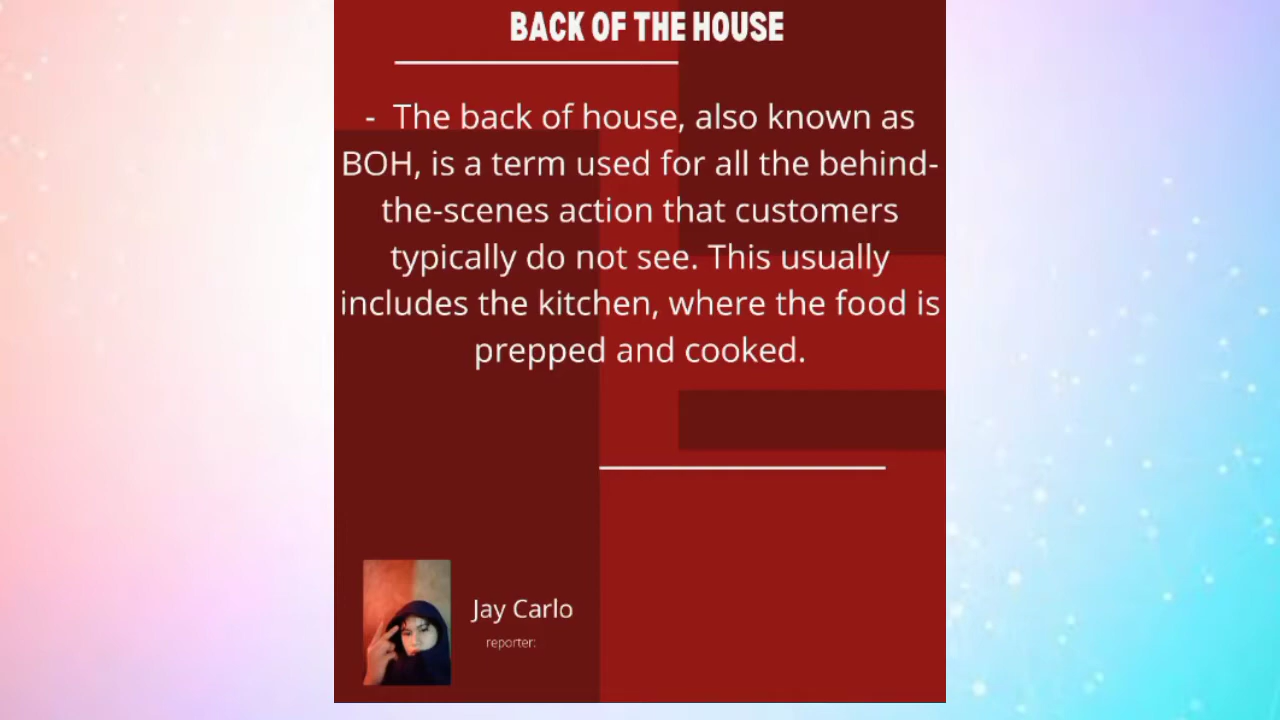 BACK OF THE HOUSE
- The back of house, also known as
BOH, is a term used for all the behind-
the-scenes action that customers
typically do not see. This usually
includes the kitchen, where the food is
prepped and cooked.
Jay Carlo
reporter: